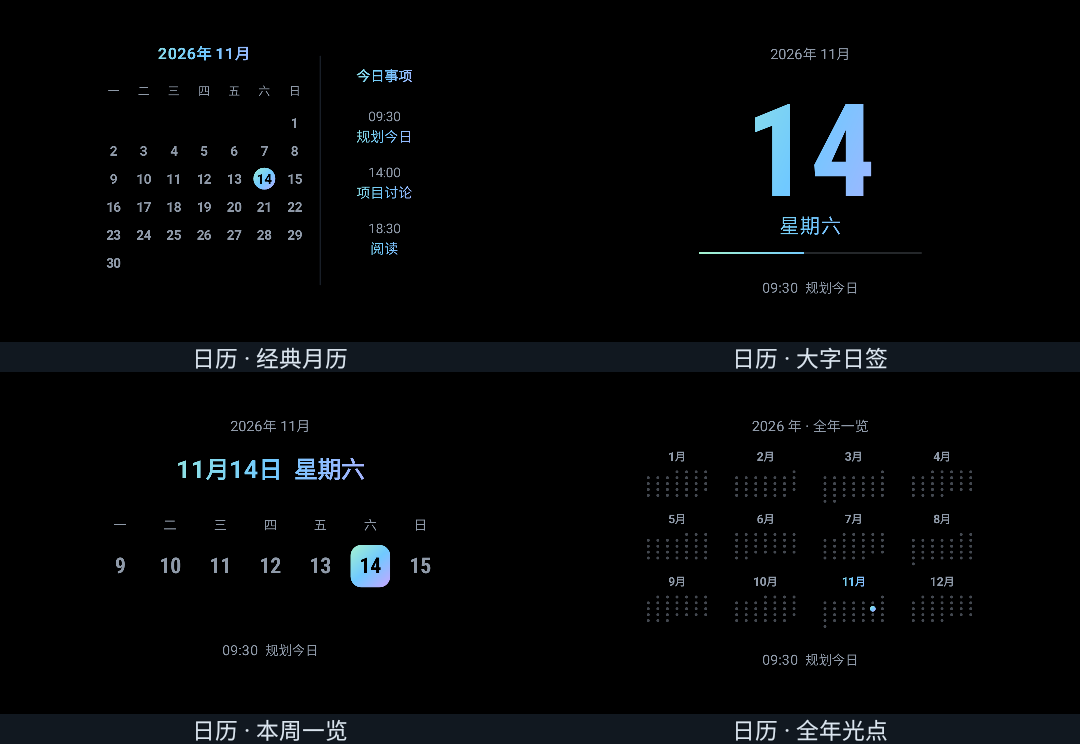 2026年 11月
一 二 三 四 五 六 日
1
2 3 4 5 6 7 8
9 10 11 12 13 14 15
16 17 18 19 20 21 22
23 24 25 26 27 28 29
30
今日事项
09:30
规划今日
14:00
项目讨论
18:30
阅读
日历 · 经典月历
2026年 11月
14
星期六
09:30 规划今日
日历 · 大字日签
2026年 11月
11月14日 星期六
一 二 三 四 五 六 日
9 10 11 12 13 14 15
09:30 规划今日
日历 · 本周一览
2026 年 · 全年一览
1月 2月 3月 4月
5月 6月 7月 8月
9月 10月 11月 12月
09:30 规划今日
日历 · 全年光点